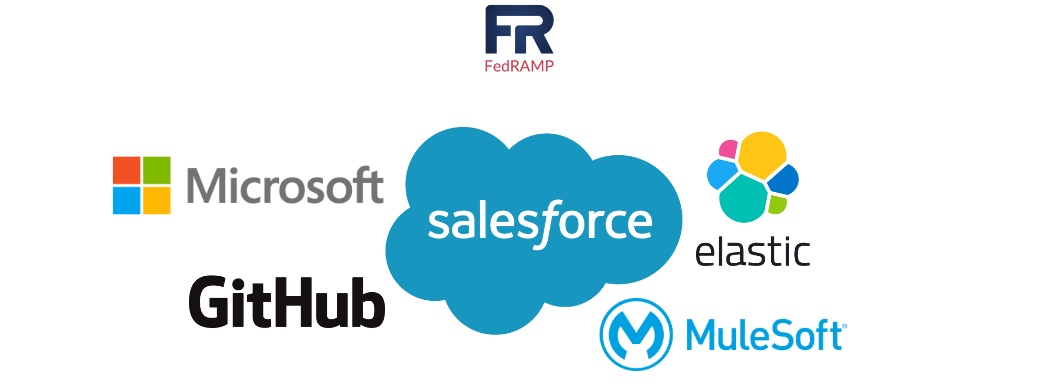 FR
FedRAMP
Microsoft
salesforce
elastic
GitHub
MuleSoft